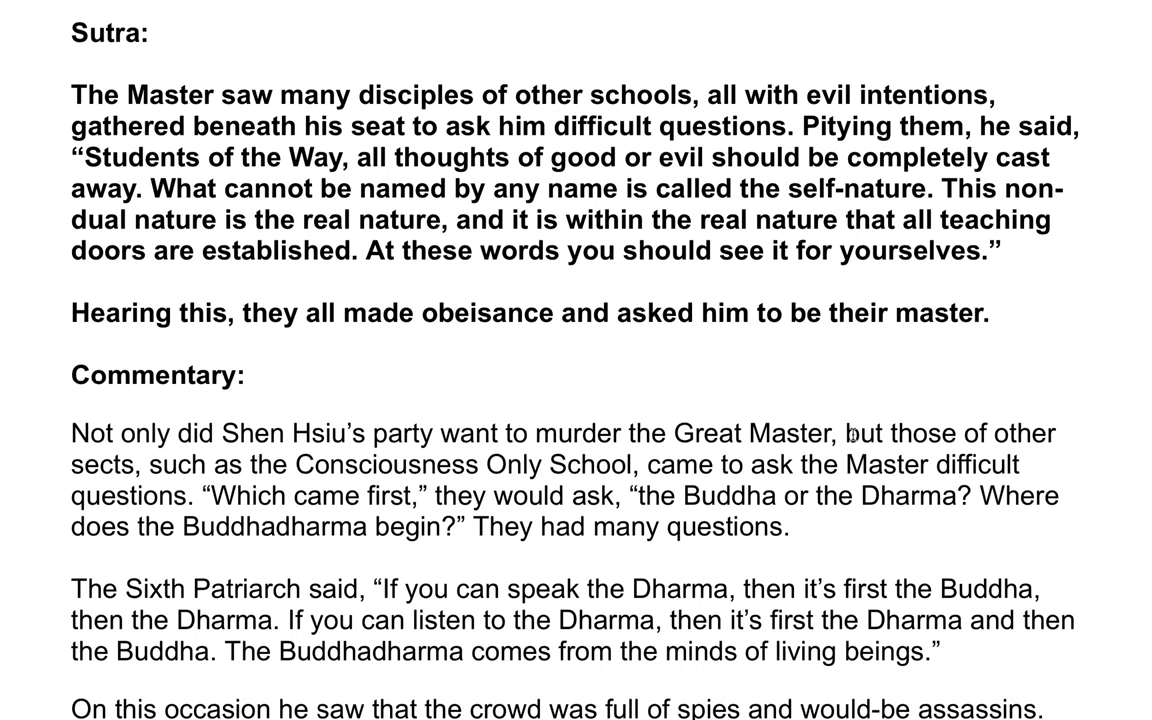 Sutra:
The Master saw many disciples of other schools, all with evil intentions,
gathered beneath his seat to ask him difficult questions. Pitying them, he said,
“Students of the Way, all thoughts of good or evil should be completely cast
away. What cannot be named by any name is called the self-nature. This non-
dual nature is the real nature, and it is within the real nature that all teaching
doors are established. At these words you should see it for yourselves.”
Hearing this, they all made obeisance and asked him to be their master.
Commentary:
Not only did Shen Hsiu’s party want to murder the Great Master, but those of other
sects, such as the Consciousness Only School, came to ask the Master difficult
questions. “Which came first,” they would ask, “the Buddha or the Dharma? Where
does the Buddhadharma begin?” They had many questions.
The Sixth Patriarch said, “If you can speak the Dharma, then it’s first the Buddha,
then the Dharma. If you can listen to the Dharma, then it’s first the Dharma and then
the Buddha. The Buddhadharma comes from the minds of living beings.”
On this occasion he saw that the crowd was full of spies and would-be assassins.